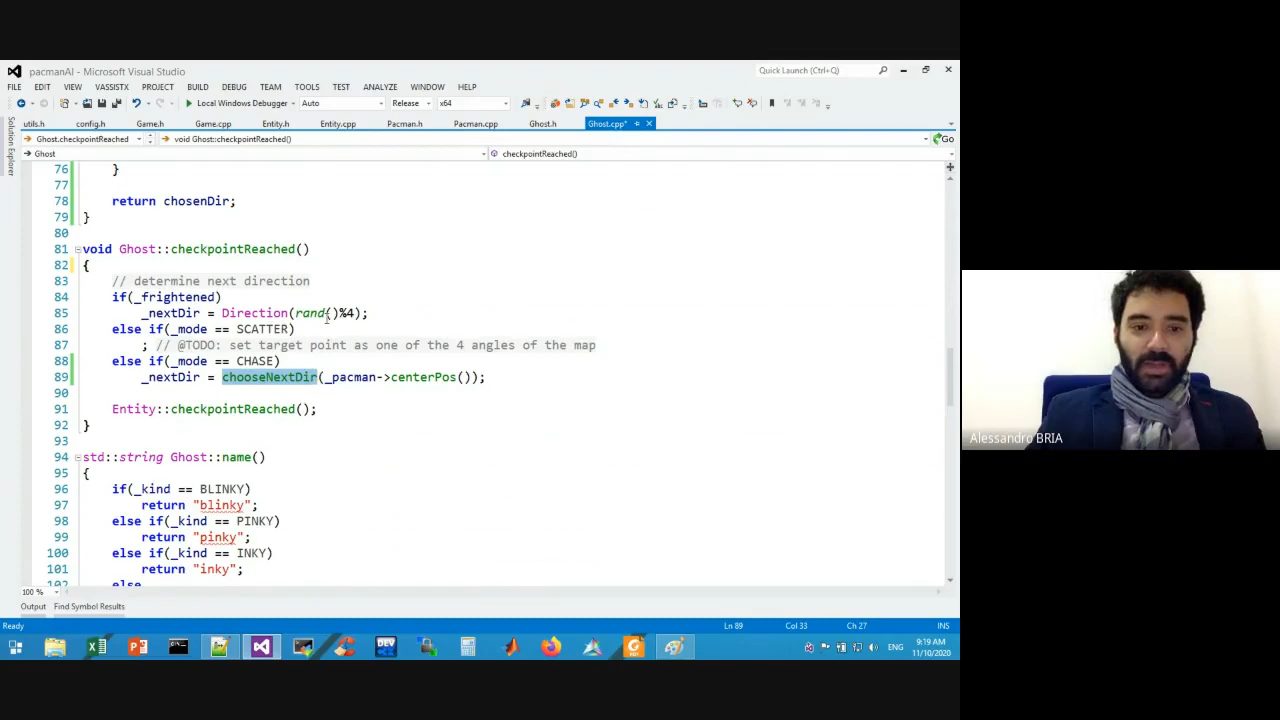 pacmanAI - Microsoft Visual Studio
Quick Launch (Ctrl+Q)
FILE EDIT VIEW VASSISTX PROJECT BUILD DEBUG TEAM TOOLS TEST ANALYZE WINDOW HELP
Local Windows Debugger Auto Release x64
utils.h config.h Game.h Game.cpp Entity.h Entity.cpp Pacman.h Pacman.cpp Ghost.h Ghost.cpp*
Ghost.checkpointReached void Ghost::checkpointReached() Go
Ghost checkpointReached()
Solution Explorer
76 }
77
78 return chosenDir;
79 }
80
81 void Ghost::checkpointReached()
82 {
83 // determine next direction
84 if(_frightened)
85 _nextDir = Direction(rand()%4);
86 else if(_mode == SCATTER)
87 ; // @TODO: set target point as one of the 4 angles of the map
88 else if(_mode == CHASE)
89 _nextDir = chooseNextDir(_pacman->centerPos());
90
91 Entity::checkpointReached();
92 }
93
94 std::string Ghost::name()
95 {
96 if(_kind == BLINKY)
97 return "blinky";
98 else if(_kind == PINKY)
99 return "pinky";
100 else if(_kind == INKY)
101 return "inky";
102 else
100 %
Output Find Symbol Results
Ready Ln 89 Col 33 Ch 27 INS
DEV
ENG
9:19 AM
11/10/2020
Alessandro BRIA